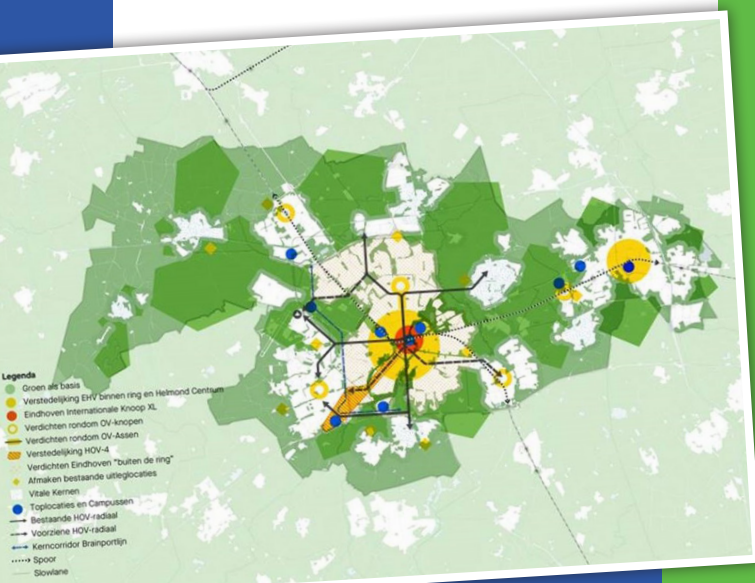 Legenda
Groen als basis
Verstedelijking EHV binnen ring en Helmond Centrum
Eindhoven Internationale Knoop XL
Verdichten rondom OV-knopen
Verdichten rondom OV-Assen
Verstedelijking HOV-4
Verdichten Eindhoven "buiten de ring"
Afmaken bestaande uitleglocaties
Vitale Kernen
Toplocaties en Campussen
Bestaande HOV-radiaal
Voorziene HOV-radiaal
Kerncorridor Brainportlijn
Spoor
Slowlane